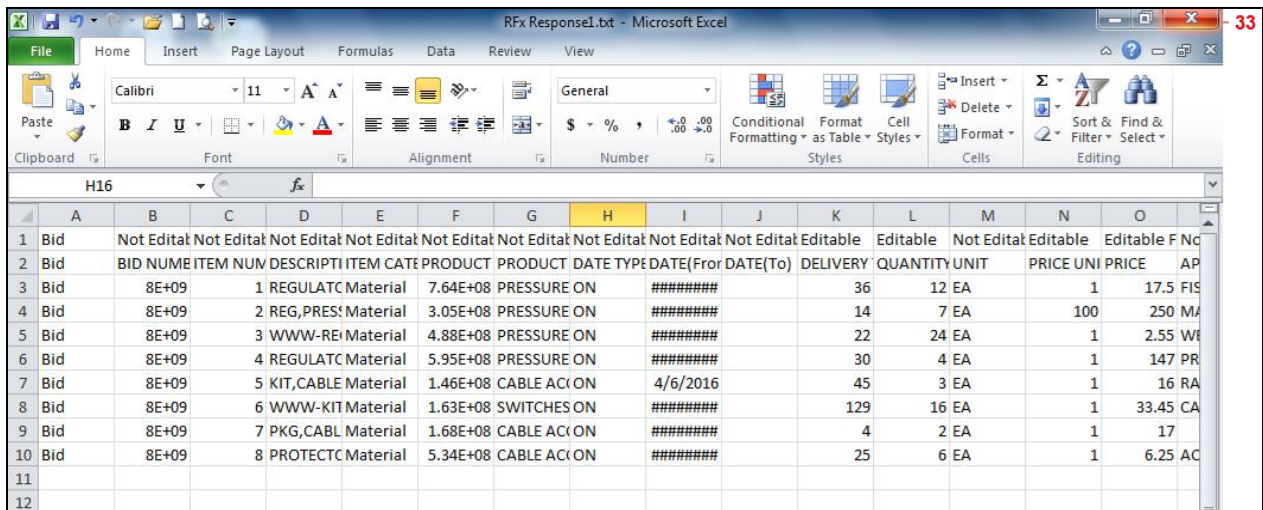 RFx Response1.txt - Microsoft Excel
33
File Home Insert Page Layout Formulas Data Review View
Calibri 11 A A General Insert
Paste B I U A $ % , .0 .00 .00 .0 Conditional Formatting Format as Table Cell Styles Delete Format Sort & Filter Find & Select
Clipboard Font Alignment Number Styles Cells Editing
H16 fx
A B C D E F G H I J K L M N O
1 Bid Not Editab Not Editab Not Editab Not Editab Not Editab Not Editab Not Editab Not Editab Not Editab Editable Editable Not Editab Editable Editable F No
2 Bid BID NUMB ITEM NUM DESCRIPTI ITEM CATE PRODUCT PRODUCT DATE TYPE DATE(Fror DATE(To) DELIVERY QUANTITY UNIT PRICE UNI PRICE AP
3 Bid 8E+09 1 REGULATO Material 7.64E+08 PRESSURE ON ######## 36 12 EA 1 17.5 FIS
4 Bid 8E+09 2 REG,PRESS Material 3.05E+08 PRESSURE ON ######## 14 7 EA 100 250 MA
5 Bid 8E+09 3 WWW-REG Material 4.88E+08 PRESSURE ON ######## 22 24 EA 1 2.55 WE
6 Bid 8E+09 4 REGULATO Material 5.95E+08 PRESSURE ON ######## 30 4 EA 1 147 PR
7 Bid 8E+09 5 KIT,CABLE Material 1.46E+08 CABLE ACC ON 4/6/2016 45 3 EA 1 16 RA
8 Bid 8E+09 6 WWW-KIT Material 1.63E+08 SWITCHES ON ######## 129 16 EA 1 33.45 CA
9 Bid 8E+09 7 PKG,CABL Material 1.68E+08 CABLE ACC ON ######## 4 2 EA 1 17
10 Bid 8E+09 8 PROTECTO Material 5.34E+08 CABLE ACC ON ######## 25 6 EA 1 6.25 AC
11
12